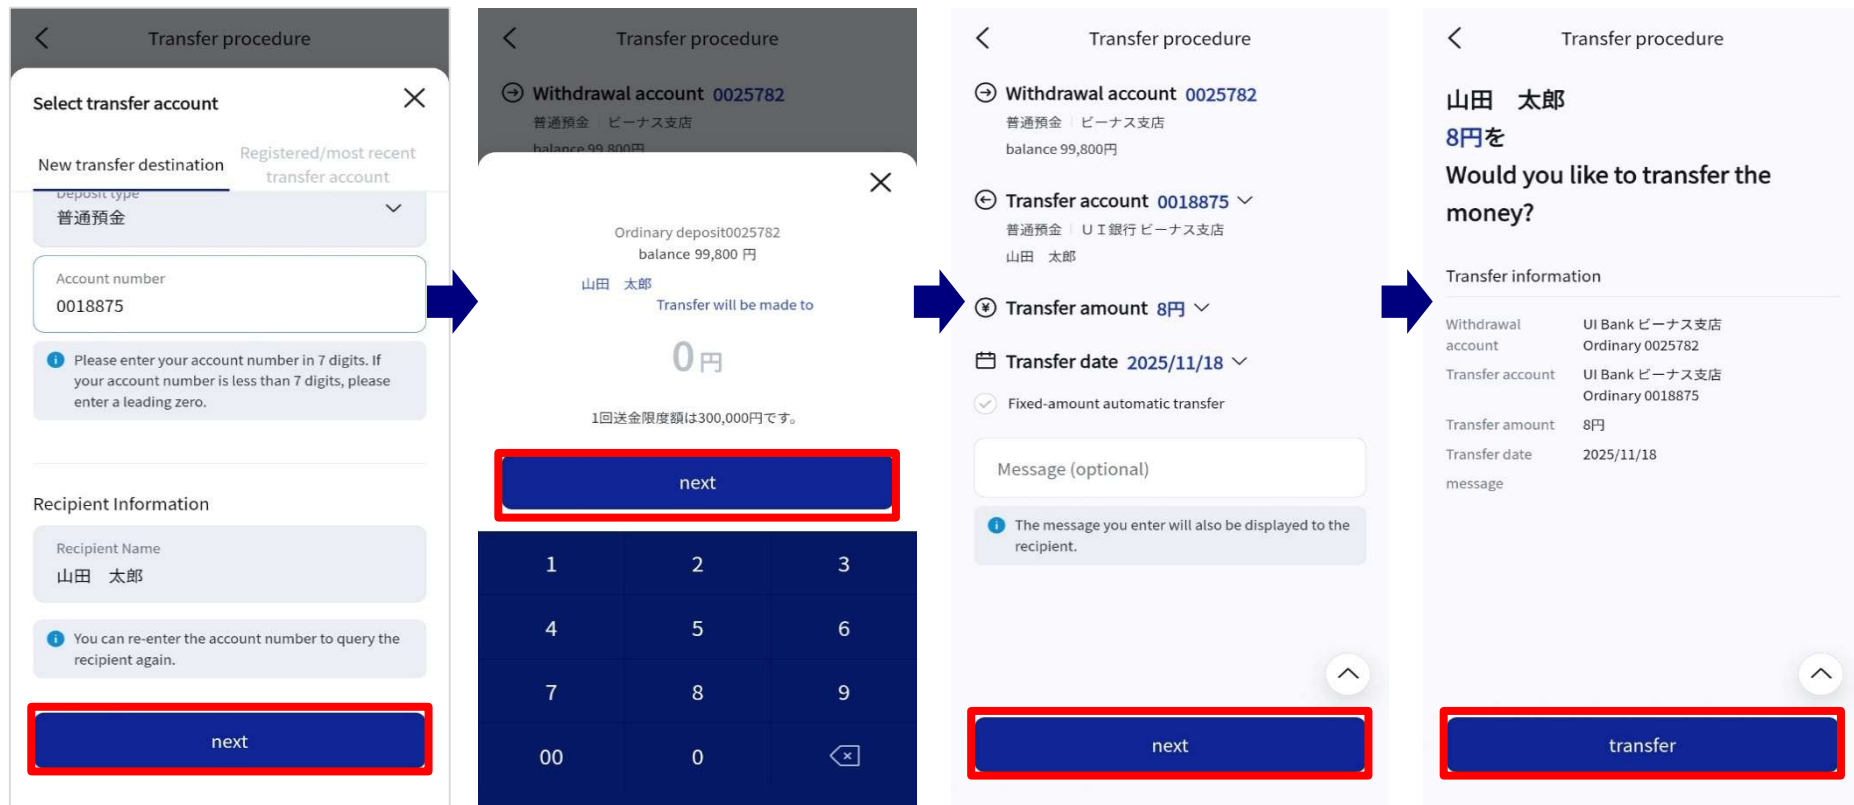 Transfer procedure
Select transfer account
New transfer destination
Registered/most recent
transfer account
Deposit type
普通預金
Account number
0018875
Please enter your account number in 7 digits. If
your account number is less than 7 digits, please
enter a leading zero.
Recipient Information
Recipient Name
山田　太郎
You can re-enter the account number to query the
recipient again.
next
Transfer procedure
Withdrawal account 0025782
普通預金 ビーナス支店
balance 99,800円
Ordinary deposit0025782
balance 99,800 円
山田　太郎
Transfer will be made to
0円
1回送金限度額は300,000円です。
next
1 2 3
4 5 6
7 8 9
00 0
Transfer procedure
Withdrawal account 0025782
普通預金 ビーナス支店
balance 99,800円
Transfer account 0018875
普通預金 ＵＩ銀行 ビーナス支店
山田　太郎
Transfer amount 8円
Transfer date 2025/11/18
Fixed-amount automatic transfer
Message (optional)
The message you enter will also be displayed to the
recipient.
next
Transfer procedure
山田　太郎
8円を
Would you like to transfer the
money?
Transfer information
Withdrawal account UI Bank ビーナス支店
Ordinary 0025782
Transfer account UI Bank ビーナス支店
Ordinary 0018875
Transfer amount 8円
Transfer date 2025/11/18
message
transfer